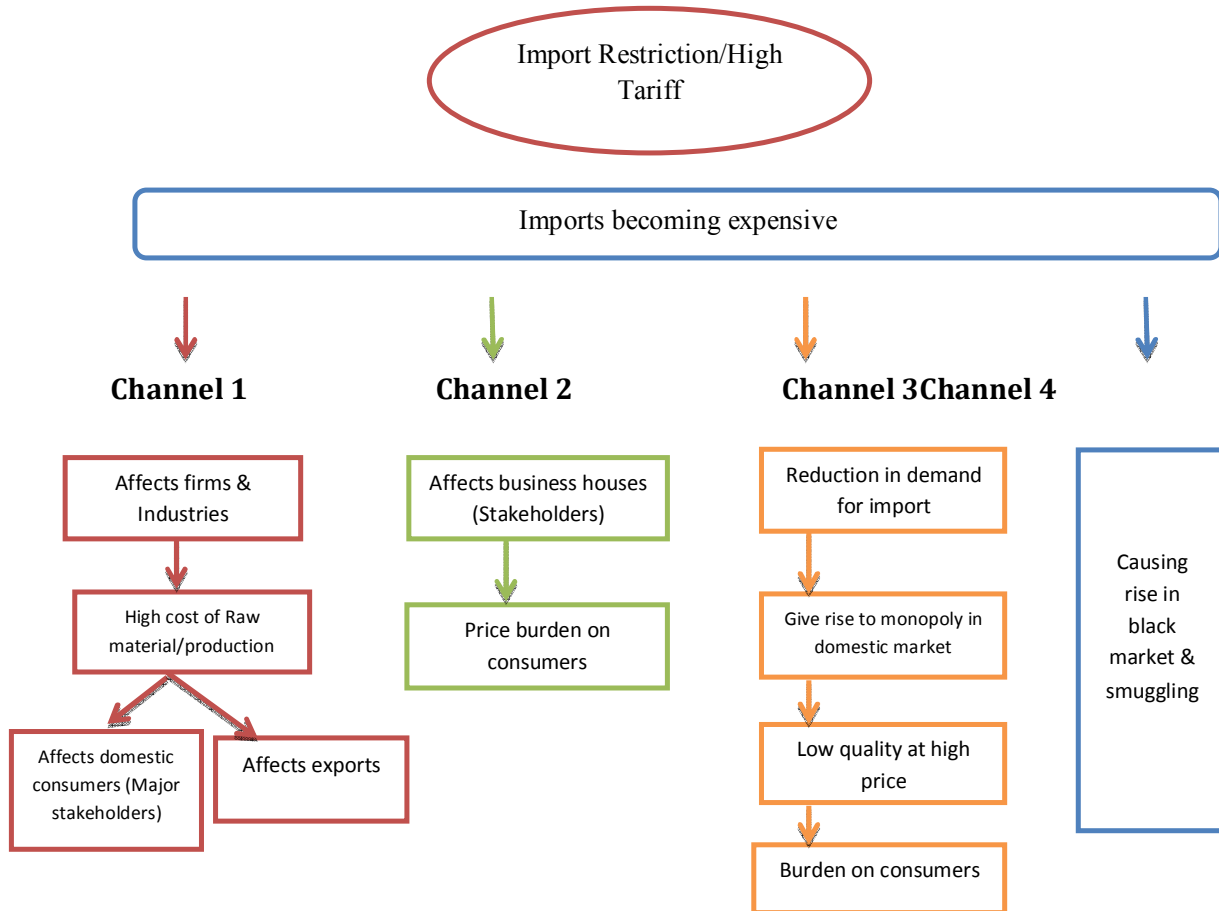 Import Restriction/High
Tariff
Imports becoming expensive
Channel 1
Channel 2
Channel 3Channel 4
Affects firms &
Industries
High cost of Raw
material/production
Affects domestic
consumers (Major
stakeholders)
Affects exports
Affects business houses
(Stakeholders)
Price burden on
consumers
Reduction in demand
for import
Give rise to monopoly in
domestic market
Low quality at high
price
Burden on consumers
Causing
rise in
black
market &
smuggling